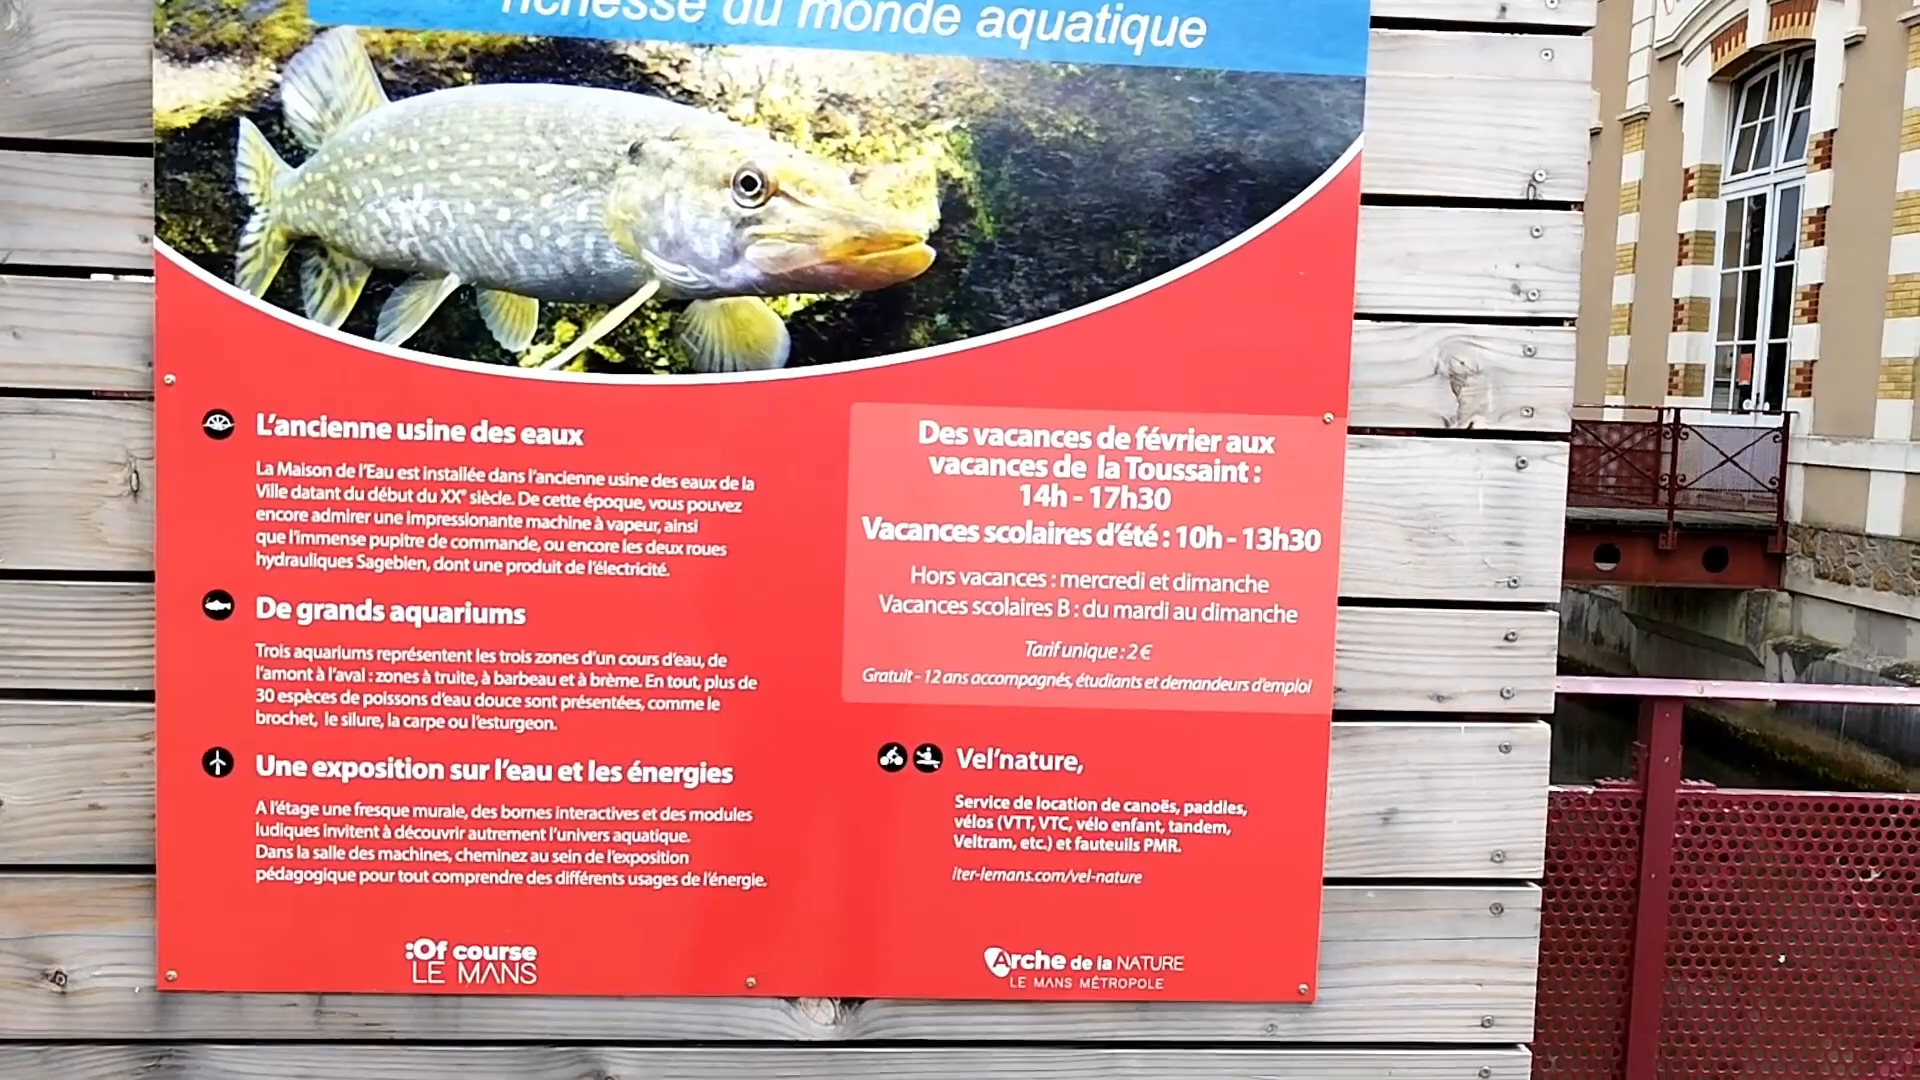 richesse du monde aquatique
L'ancienne usine des eaux
La Maison de l'Eau est installée dans l'ancienne usine des eaux de la
Ville datant du début du XXe siècle. De cette époque, vous pouvez
encore admirer une impressionante machine à vapeur, ainsi
que l'immense pupitre de commande, ou encore les deux roues
hydrauliques Sagebien, dont une produit de l'électricité.
De grands aquariums
Trois aquariums représentent les trois zones d'un cours d'eau, de
l'amont à l'aval : zones à truite, à barbeau et à brème. En tout, plus de
30 espèces de poissons d'eau douce sont présentées, comme le
brochet, le silure, la carpe ou l'esturgeon.
Une exposition sur l'eau et les énergies
A l'étage une fresque murale, des bornes interactives et des modules
ludiques invitent à découvrir autrement l'univers aquatique.
Dans la salle des machines, cheminez au sein de l'exposition
pédagogique pour tout comprendre des différents usages de l'énergie.
Des vacances de février aux
vacances de la Toussaint :
14h - 17h30
Vacances scolaires d'été : 10h - 13h30
Hors vacances : mercredi et dimanche
Vacances scolaires B : du mardi au dimanche
Tarif unique : 2 €
Gratuit - 12 ans accompagnés, étudiants et demandeurs d'emploi
Vel'nature,
Service de location de canoës, paddles,
vélos (VTT, VTC, vélo enfant, tandem,
Veltram, etc.) et fauteuils PMR.
iter-lemans.com/vel-nature
:Of course
LE MANS
Arche de la NATURE
LE MANS MÉTROPOLE